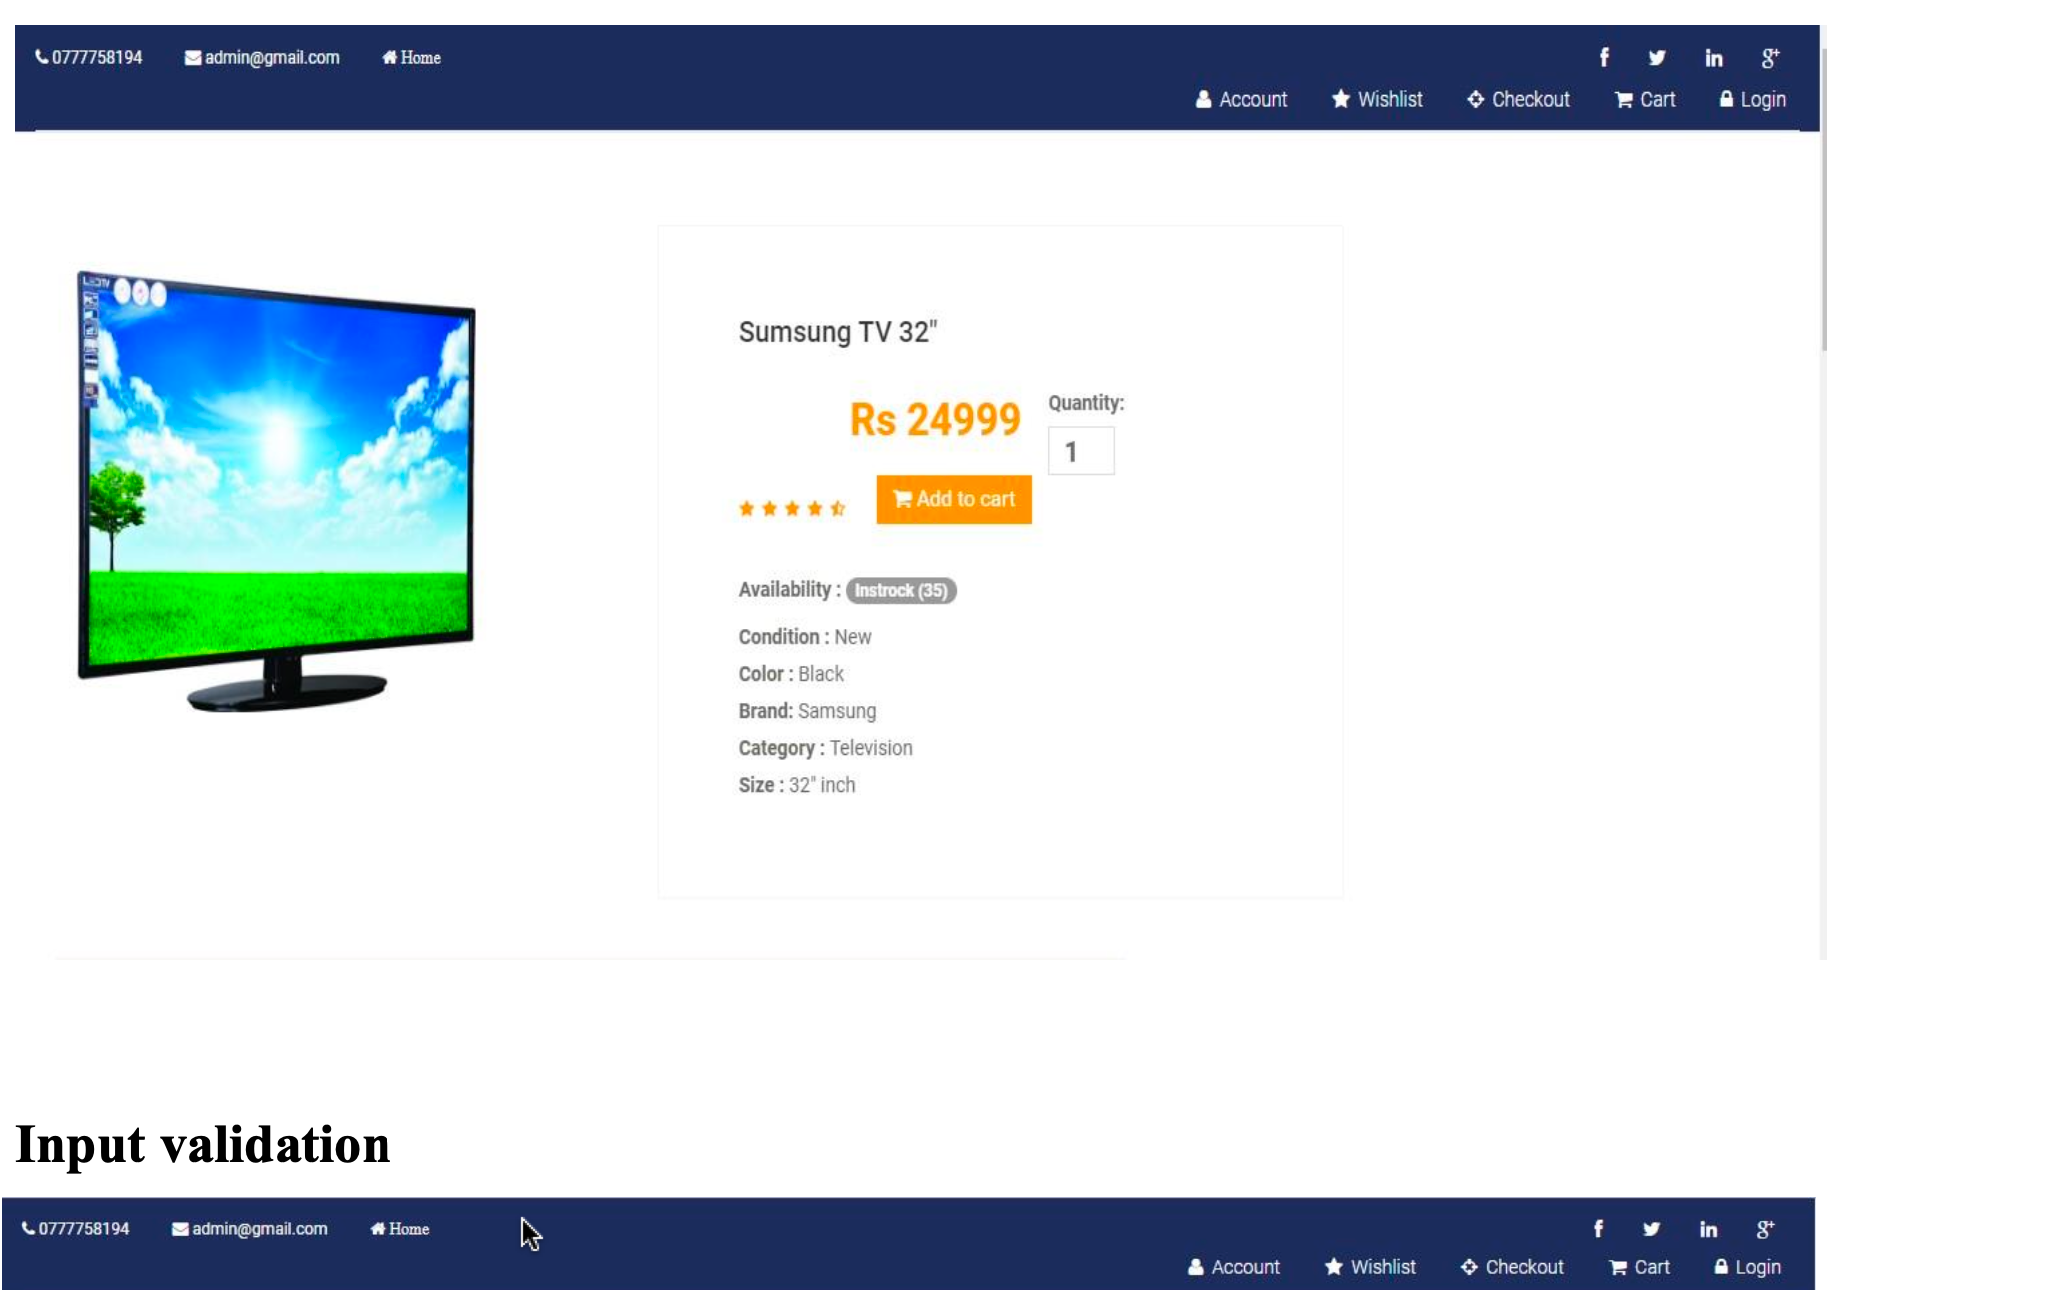 0777758194 admin@gmail.com Home
Account Wishlist Checkout Cart Login
LEDTV
Sumsung TV 32"
Rs 24999
Quantity:
1
Add to cart
Availability : Instrock (35)
Condition : New
Color : Black
Brand: Samsung
Category : Television
Size : 32" inch
Input validation
0777758194 admin@gmail.com Home
Account Wishlist Checkout Cart Login